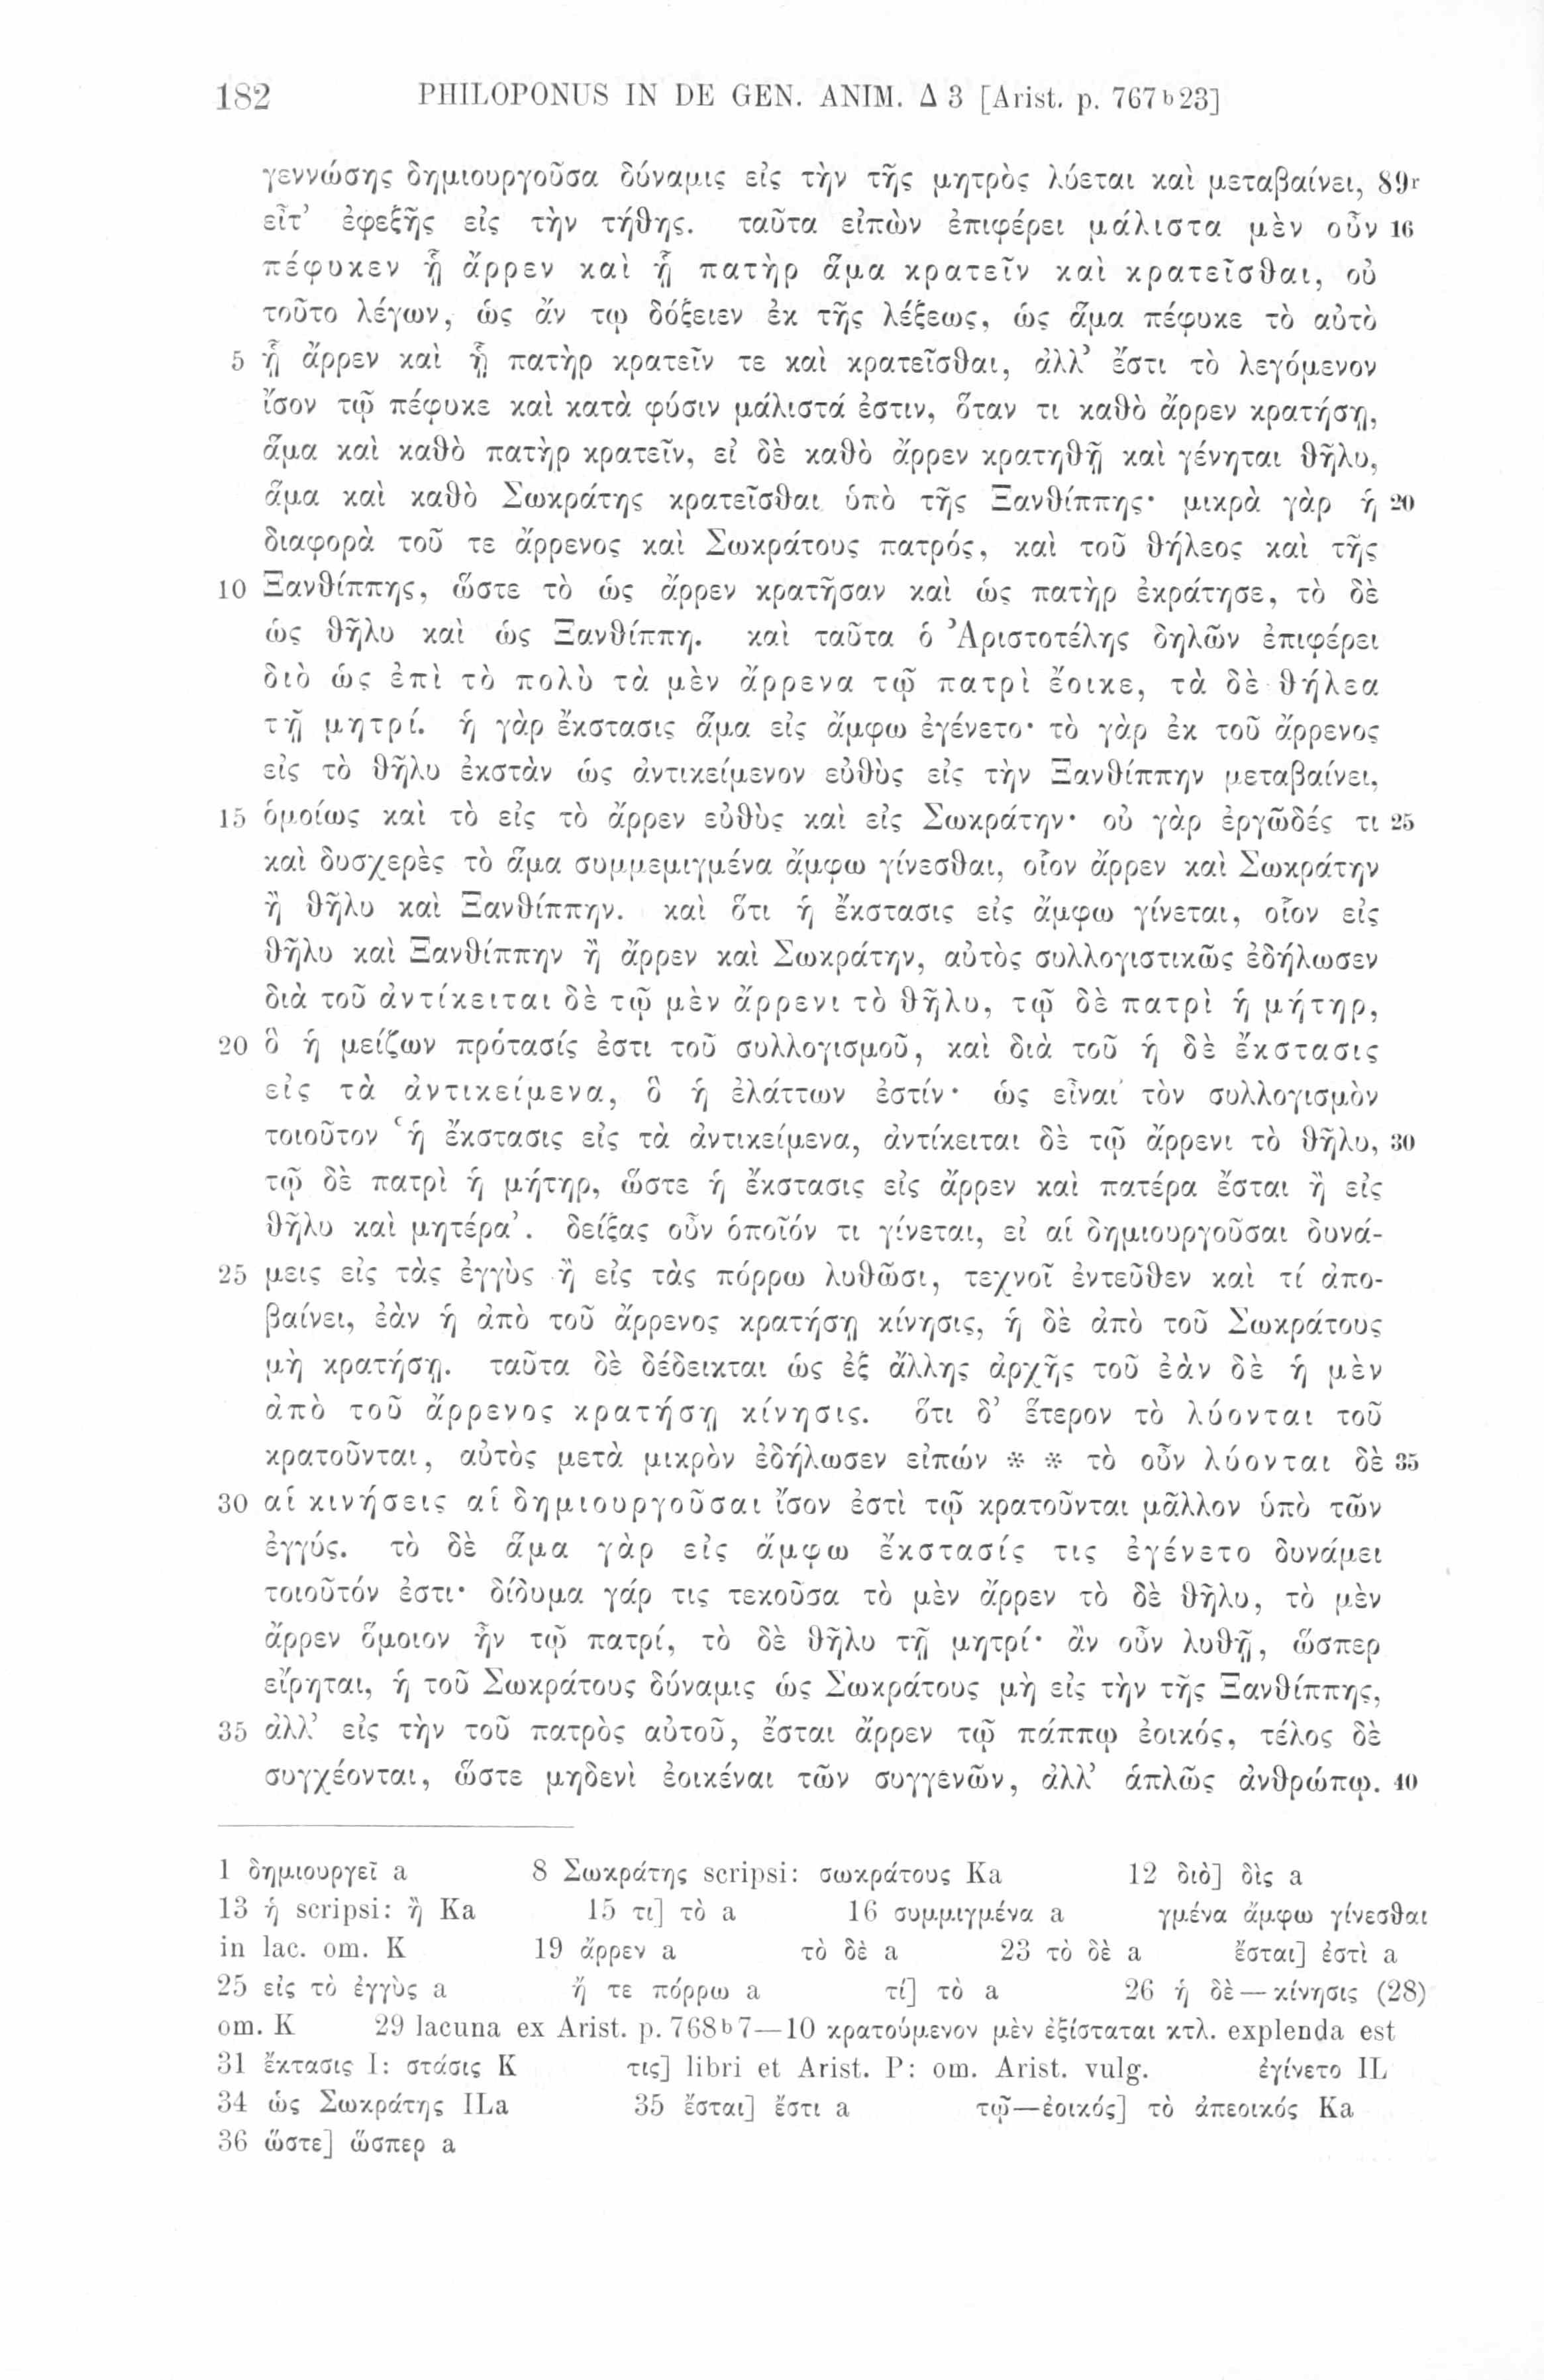 182 PHILOPONUS IN DE GEN. ANIM. Δ 3 [Arist. p. 767b23]
γεννώσης δημιουργοῦσα δύναμις εἰς τὴν τῆς μητρὸς λύεται καὶ μεταβαίνει, 89r
εἶτ’ ἐφεξῆς εἰς τὴν τήθης. ταῦτα εἰπὼν ἐπιφέρει μάλιστα μὲν οὖν 16
πέφυκεν ᾗ ἄρρεν καὶ ᾗ πατὴρ ἅμα κρατεῖν καὶ κρατεῖσθαι, οὐ
τοῦτο λέγων, ὡς ἄν τῳ δόξειεν ἐκ τῆς λέξεως, ὡς ἅμα πέφυκε τὸ αὐτὸ
5 ᾗ ἄρρεν καὶ ᾗ πατὴρ κρατεῖν τε καὶ κρατεῖσθαι, ἀλλ’ ἔστι τὸ λεγόμενον
ἴσον τῷ πέφυκε καὶ κατὰ φύσιν μάλιστά ἐστιν, ὅταν τι καθὸ ἄρρεν κρατήσῃ,
ἅμα καὶ καθὸ πατὴρ κρατεῖν, εἰ δὲ καθὸ ἄρρεν κρατηθῇ καὶ γένηται θῆλυ,
ἅμα καὶ καθὸ Σωκράτης κρατεῖσθαι ὑπὸ τῆς Ξανθίππης· μικρὰ γὰρ ἡ 20
διαφορὰ τοῦ τε ἄρρενος καὶ Σωκράτους πατρός, καὶ τοῦ θήλεος καὶ τῆς
10 Ξανθίππης, ὥστε τὸ ὡς ἄρρεν κρατῆσαν καὶ ὡς πατὴρ ἐκράτησε, τὸ δὲ
ὡς θῆλυ καὶ ὡς Ξανθίππη. καὶ ταῦτα ὁ Ἀριστοτέλης δηλῶν ἐπιφέρει
διὸ ὡς ἐπὶ τὸ πολὺ τὰ μὲν ἄρρενα τῷ πατρὶ ἔοικε, τὰ δὲ θήλεα
τῇ μητρί. ἡ γὰρ ἔκστασις ἅμα εἰς ἄμφω ἐγένετο· τὸ γὰρ ἐκ τοῦ ἄρρενος
εἰς τὸ θῆλυ ἐκστὰν ὡς ἀντικείμενον εὐθὺς εἰς τὴν Ξανθίππην μεταβαίνει,
15 ὁμοίως καὶ τὸ εἰς τὸ ἄρρεν εὐθὺς καὶ εἰς Σωκράτην· οὐ γὰρ ἐργῶδές τι 25
καὶ δυσχερὲς τὸ ἅμα συμμεμιγμένα ἄμφω γίνεσθαι, οἷον ἄρρεν καὶ Σωκράτην
ἢ θῆλυ καὶ Ξανθίππην. καὶ ὅτι ἡ ἔκστασις εἰς ἄμφω γίνεται, οἷον εἰς
θῆλυ καὶ Ξανθίππην ἢ ἄρρεν καὶ Σωκράτην, αὐτὸς συλλογιστικῶς ἐδήλωσεν
διὰ τοῦ ἀντίκειται δὲ τῷ μὲν ἄρρενι τὸ θῆλυ, τῷ δὲ πατρὶ ἡ μήτηρ,
20 ὃ ἡ μείζων πρότασίς ἐστι τοῦ συλλογισμοῦ, καὶ διὰ τοῦ ἡ δὲ ἔκστασις
εἰς τὰ ἀντικείμενα, ὃ ἡ ἐλάττων ἐστίν· ὡς εἶναι τὸν συλλογισμὸν
τοιοῦτον ‘ἡ ἔκστασις εἰς τὰ ἀντικείμενα, ἀντίκειται δὲ τῷ ἄρρενι τὸ θῆλυ, 30
τῷ δὲ πατρὶ ἡ μήτηρ, ὥστε ἡ ἔκστασις εἰς ἄρρεν καὶ πατέρα ἔσται ἢ εἰς
θῆλυ καὶ μητέρα’. δείξας οὖν ὁποῖόν τι γίνεται, εἰ αἱ δημιουργοῦσαι δυνά-
25 μεις εἰς τὰς ἐγγὺς ἢ εἰς τὰς πόρρω λυθῶσι, τεχνοῖ ἐντεῦθεν καὶ τί ἀπο-
βαίνει, ἐὰν ἡ ἀπὸ τοῦ ἄρρενος κρατήσῃ κίνησις, ἡ δὲ ἀπὸ τοῦ Σωκράτους
μὴ κρατήσῃ. ταῦτα δὲ δέδεικται ὡς ἐξ ἄλλης ἀρχῆς τοῦ ἐὰν δὲ ἡ μὲν
ἀπὸ τοῦ ἄρρενος κρατήσῃ κίνησις. ὅτι δ’ ἕτερον τὸ λύονται τοῦ
κρατοῦνται, αὐτὸς μετὰ μικρὸν ἐδήλωσεν εἰπών * * τὸ οὖν λύονται δὲ 35
30 αἱ κινήσεις αἱ δημιουργοῦσαι ἴσον ἐστὶ τῷ κρατοῦνται μᾶλλον ὑπὸ τῶν
ἐγγύς. τὸ δὲ ἅμα γὰρ εἰς ἄμφω ἔκστασίς τις ἐγένετο δυνάμει
τοιοῦτόν ἐστι· δίδυμα γάρ τις τεκοῦσα τὸ μὲν ἄρρεν τὸ δὲ θῆλυ, τὸ μὲν
ἄρρεν ὅμοιον ἦν τῷ πατρί, τὸ δὲ θῆλυ τῇ μητρί· ἂν οὖν λυθῇ, ὥσπερ
εἴρηται, ἡ τοῦ Σωκράτους δύναμις ὡς Σωκράτους μὴ εἰς τὴν τῆς Ξανθίππης,
35 ἀλλ’ εἰς τὴν τοῦ πατρὸς αὐτοῦ, ἔσται ἄρρεν τῷ πάππῳ ἐοικός, τέλος δὲ
συγχέονται, ὥστε μηδενὶ ἐοικέναι τῶν συγγενῶν, ἀλλ’ ἁπλῶς ἀνθρώπῳ. 40
1 δημιουργεῖ a 8 Σωκράτης scripsi: σωκράτους Ka 12 διὸ] δὶς a
13 ἡ scripsi: ἢ Ka 15 τι] τὸ a 16 συμμιγμένα a γμένα ἄμφω γίνεσθαι
in lac. om. K 19 ἄρρεν a τὸ δὲ a 23 τὸ δὲ a ἔσται] ἐστὶ a
25 εἰς τὸ ἐγγὺς a ἤ τε πόρρω a τί] τὸ a 26 ἡ δὲ — κίνησις (28)
om. K 29 lacuna ex Arist. p. 768b7—10 κρατούμενον μὲν ἐξίσταται κτλ. explenda est
31 ἔκτασις I: στάσις K τις] libri et Arist. P: om. Arist. vulg. ἐγίνετο IL
34 ὡς Σωκράτης ILa 35 ἔσται] ἔστι a τῷ—ἐοικός] τὸ ἀπεοικός Ka
36 ὥστε] ὥσπερ a